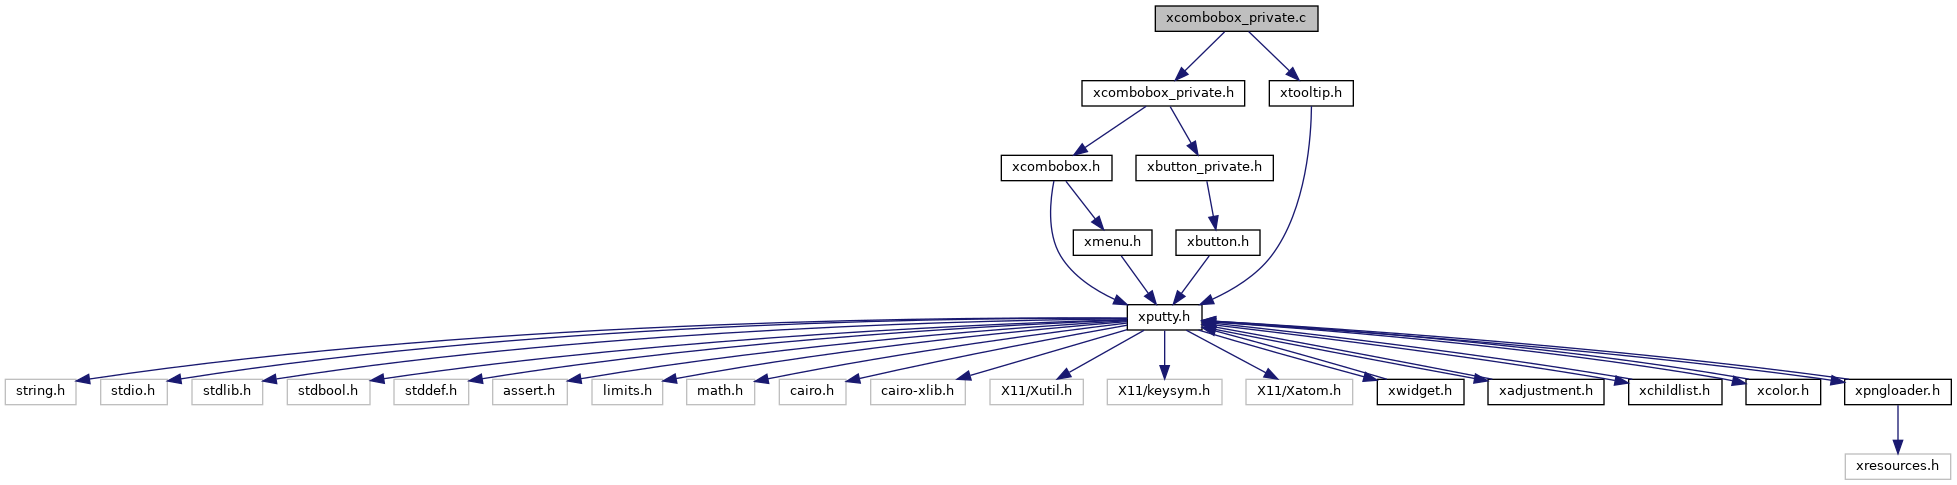 xcombobox_private.c
xcombobox_private.h
xtooltip.h
xcombobox.h
xbutton_private.h
xmenu.h
xbutton.h
xputty.h
string.h
stdio.h
stdlib.h
stdbool.h
stddef.h
assert.h
limits.h
math.h
cairo.h
cairo-xlib.h
X11/Xutil.h
X11/keysym.h
X11/Xatom.h
xwidget.h
xadjustment.h
xchildlist.h
xcolor.h
xpngloader.h
xresources.h